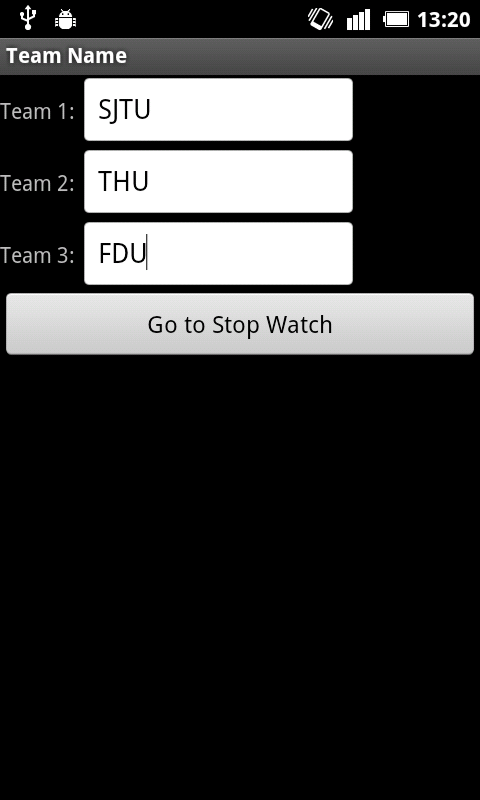 13:20
Team Name
Team 1: SJTU
Team 2: THU
Team 3: FDU
Go to Stop Watch